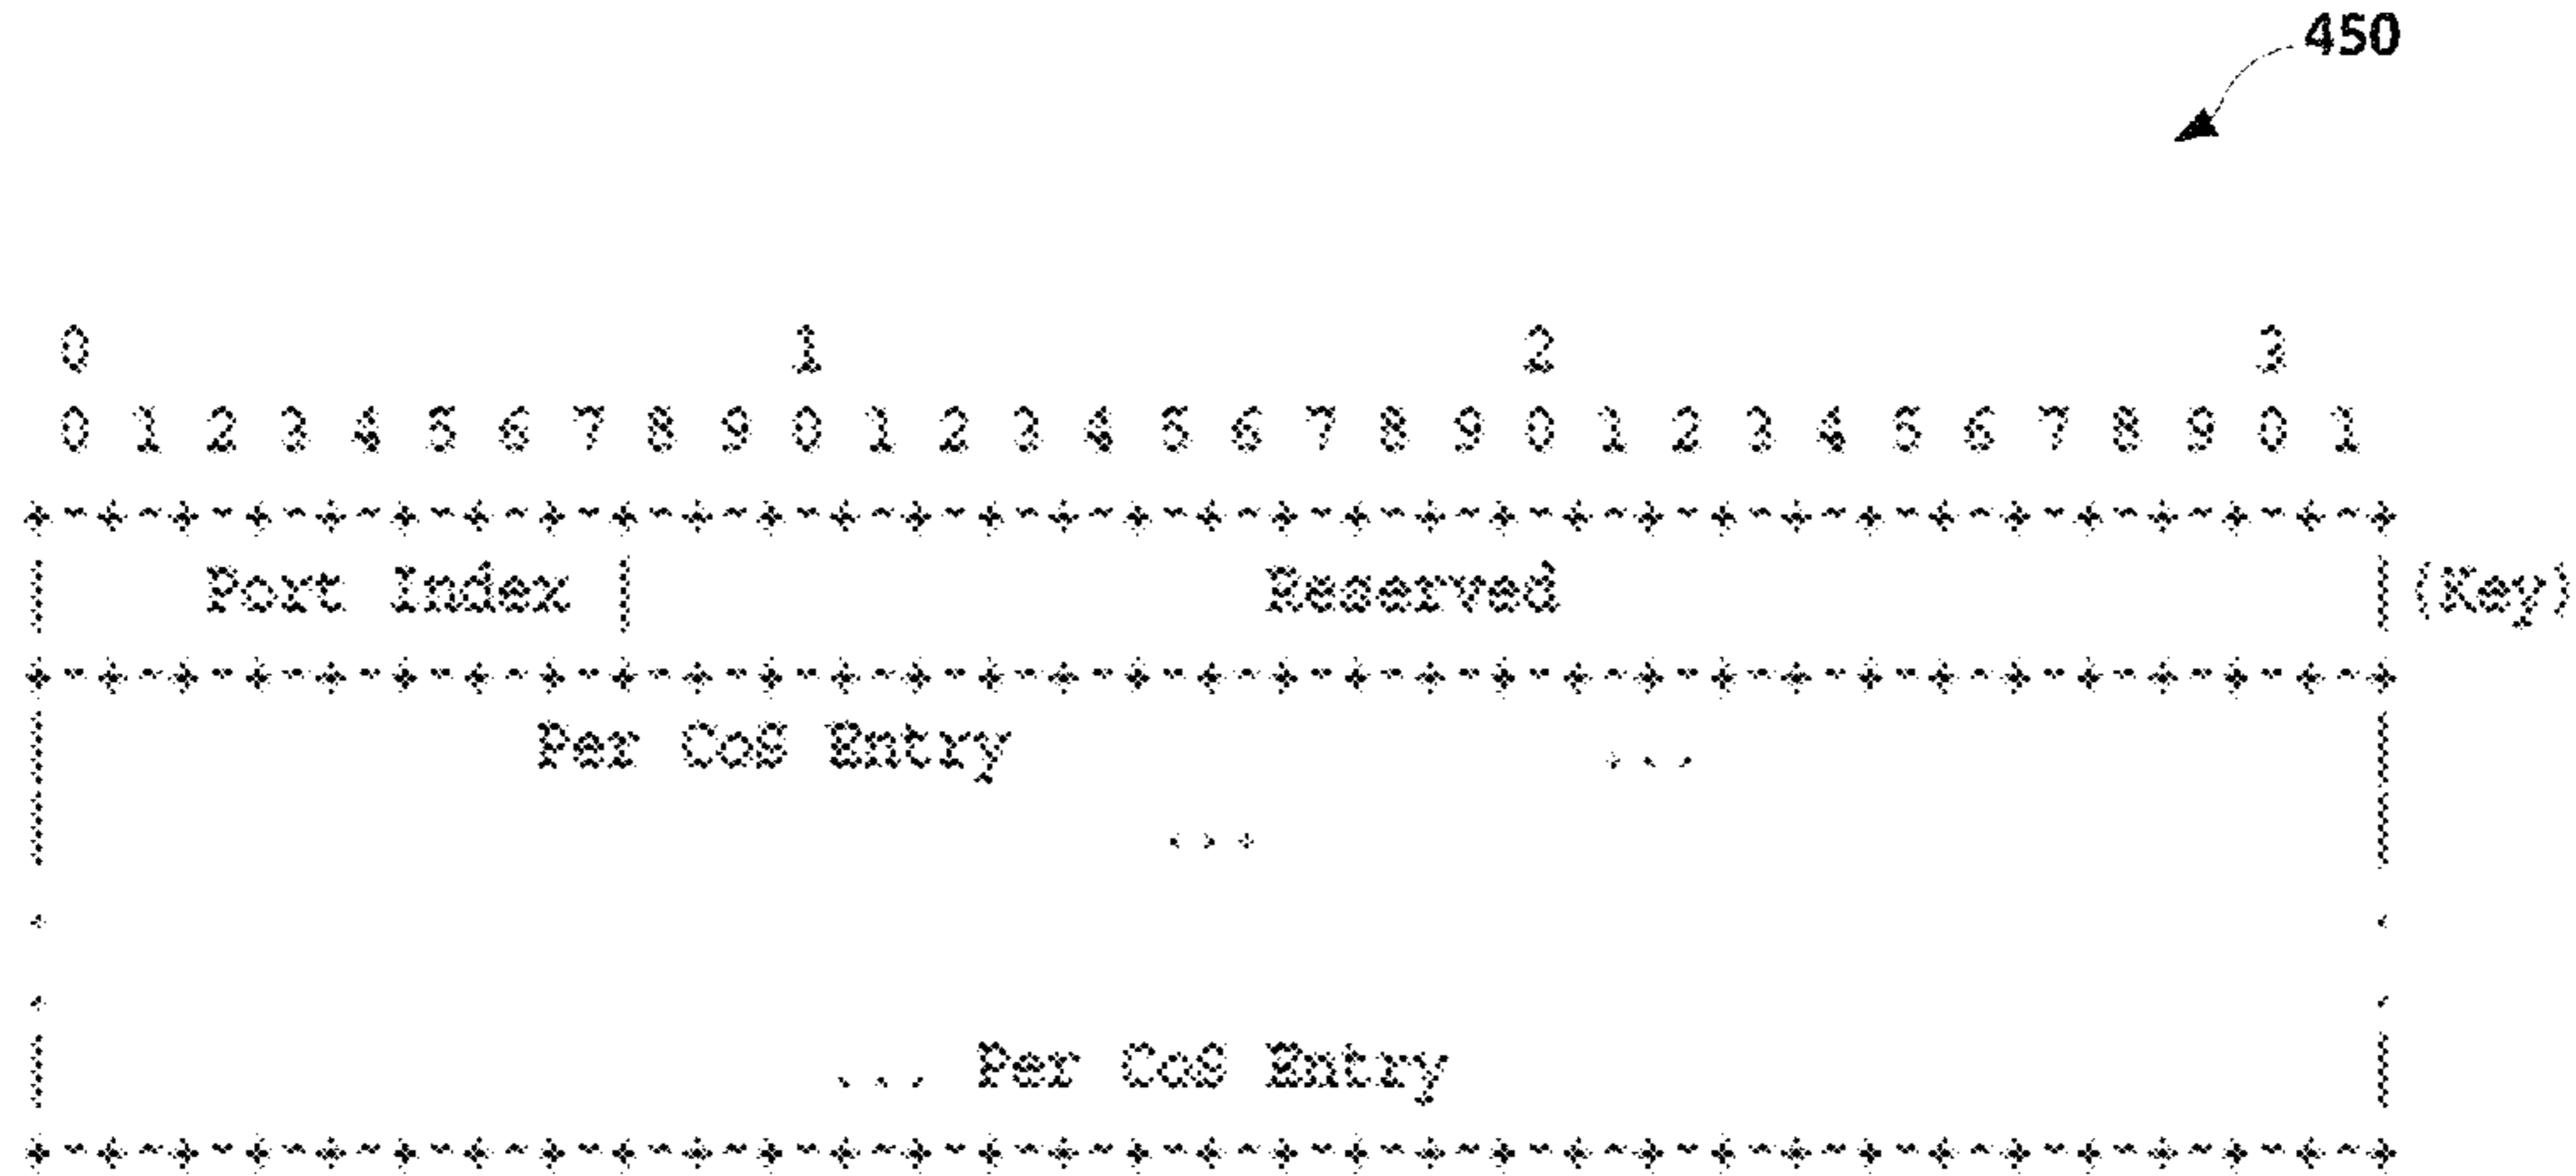 450
0 1 2 3
0 1 2 3 4 5 6 7 8 9 0 1 2 3 4 5 6 7 8 9 0 1 2 3 4 5 6 7 8 9 0 1
+-+-+-+-+-+-+-+-+-+-+-+-+-+-+-+-+-+-+-+-+-+-+-+-+-+-+-+-+-+-+-+-+
| Port Index | Reserved | (Key)
+-+-+-+-+-+-+-+-+-+-+-+-+-+-+-+-+-+-+-+-+-+-+-+-+-+-+-+-+-+-+-+-+
| Per CoS Entry ... |
| ... |
. .
. .
| ... Per CoS Entry |
+-+-+-+-+-+-+-+-+-+-+-+-+-+-+-+-+-+-+-+-+-+-+-+-+-+-+-+-+-+-+-+-+